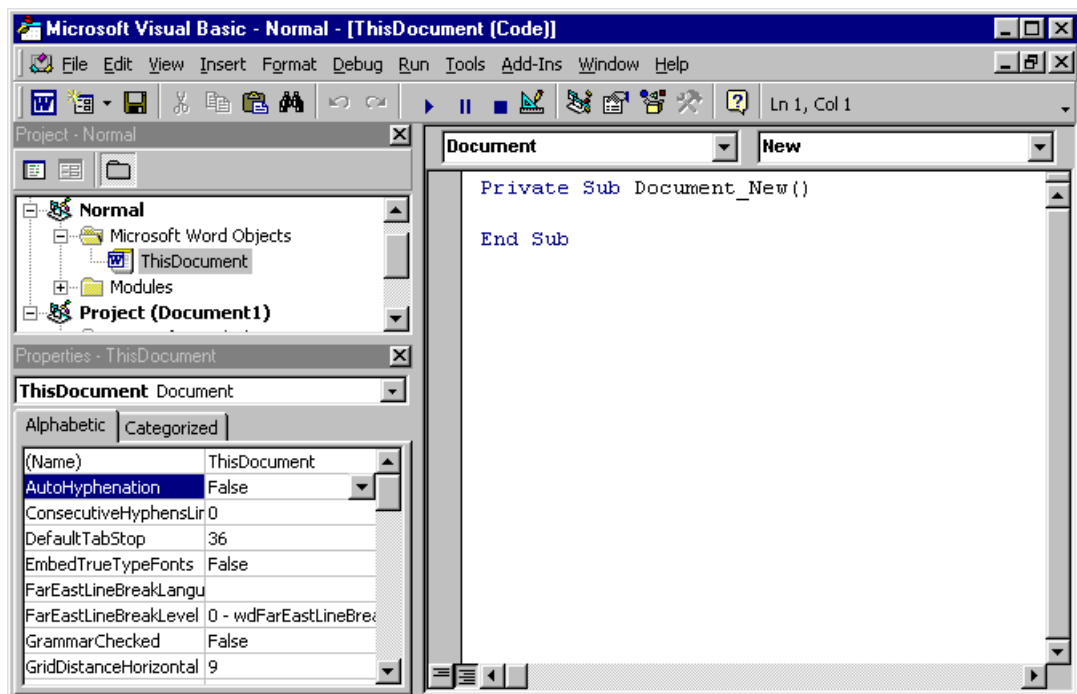 Microsoft Visual Basic - Normal - [ThisDocument (Code)]
File Edit View Insert Format Debug Run Tools Add-Ins Window Help
Ln 1, Col 1
Project - Normal
Normal
Microsoft Word Objects
ThisDocument
Modules
Project (Document1)
Properties - ThisDocument
ThisDocument Document
Alphabetic Categorized
(Name) ThisDocument
AutoHyphenation False
ConsecutiveHyphensLir 0
DefaultTabStop 36
EmbedTrueTypeFonts False
FarEastLineBreakLangu
FarEastLineBreakLevel 0 - wdFarEastLineBrea
GrammarChecked False
GridDistanceHorizontal 9
Document New
Private Sub Document_New()
End Sub